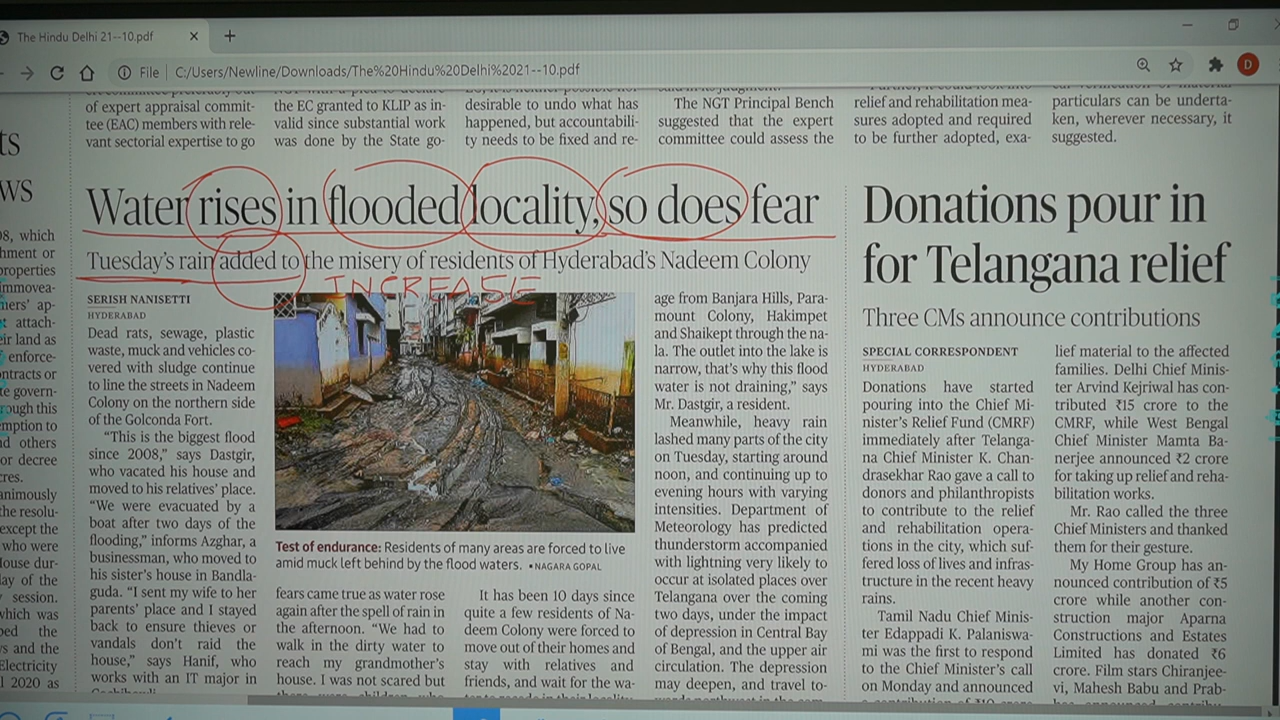 The Hindu Delhi 21--10.pdf
File
C:/Users/Newline/Downloads/The%20Hindu%20Delhi%2021--10.pdf
D
ts
ws
08, which
of expert appraisal commit-
tee (EAC) members with rele-
vant sectorial expertise to go
the EC granted to KLIP as in-
valid since substantial work
was done by the State go-
desirable to undo what has
happened, but accountabili-
ty needs to be fixed and re-
The NGT Principal Bench
suggested that the expert
committee could assess the
relief and rehabilitation mea-
sures adopted and required
to be further adopted, exa-
particulars can be underta-
ken, wherever necessary, it
suggested.
Water rises in flooded locality, so does fear
Tuesday's rain added to the misery of residents of Hyderabad's Nadeem Colony
INCREASE
SERISH NANISETTI
HYDERABAD
Dead rats, sewage, plastic
waste, muck and vehicles co-
vered with sludge continue
to line the streets in Nadeem
Colony on the northern side
of the Golconda Fort.
"This is the biggest flood
since 2008," says Dastgir,
who vacated his house and
moved to his relatives' place.
"We were evacuated by a
boat after two days of the
flooding," informs Azghar, a
businessman, who moved to
his sister's house in Bandla-
guda. "I sent my wife to her
parents' place and I stayed
back to ensure thieves or
vandals don't raid the
house," says Hanif, who
works with an IT major in
Test of endurance: Residents of many areas are forced to live
amid muck left behind by the flood waters. •NAGARA GOPAL
fears came true as water rose
again after the spell of rain in
the afternoon. "We had to
walk in the dirty water to
reach my grandmother's
house. I was not scared but
It has been 10 days since
quite a few residents of Na-
deem Colony were forced to
move out of their homes and
stay with relatives and
friends, and wait for the wa-
age from Banjara Hills, Para-
mount Colony, Hakimpet
and Shaikept through the na-
la. The outlet into the lake is
narrow, that's why this flood
water is not draining," says
Mr. Dastgir, a resident.
Meanwhile, heavy rain
lashed many parts of the city
on Tuesday, starting around
noon, and continuing up to
evening hours with varying
intensities. Department of
Meteorology has predicted
thunderstorm accompanied
with lightning very likely to
occur at isolated places over
Telangana over the coming
two days, under the impact
of depression in Central Bay
of Bengal, and the upper air
circulation. The depression
may deepen, and travel to-
Donations pour in
for Telangana relief
Three CMs announce contributions
SPECIAL CORRESPONDENT
HYDERABAD
Donations have started
pouring into the Chief Mi-
nister's Relief Fund (CMRF)
immediately after Telanga-
na Chief Minister K. Chan-
drasekhar Rao gave a call to
donors and philanthropists
to contribute to the relief
and rehabilitation opera-
tions in the city, which suf-
fered loss of lives and infras-
tructure in the recent heavy
rains.
Tamil Nadu Chief Minis-
ter Edappadi K. Palaniswa-
mi was the first to respond
to the Chief Minister's call
on Monday and announced
lief material to the affected
families. Delhi Chief Minis-
ter Arvind Kejriwal has con-
tributed ₹15 crore to the
CMRF, while West Bengal
Chief Minister Mamta Ba-
nerjee announced ₹2 crore
for taking up relief and reha-
bilitation works.
Mr. Rao called the three
Chief Ministers and thanked
them for their gesture.
My Home Group has an-
nounced contribution of ₹5
crore while another con-
struction major Aparna
Constructions and Estates
Limited has donated ₹6
crore. Film stars Chiranjee-
vi, Mahesh Babu and Prab-